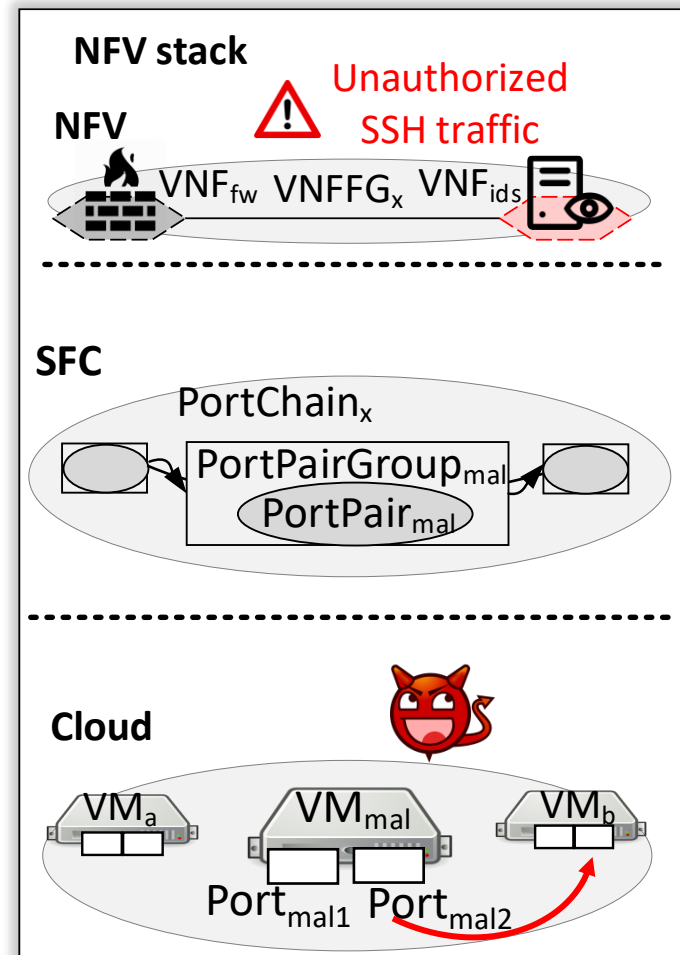 NFV stack
Unauthorized
SSH traffic
NFV
VNFfw VNFFGx VNFids
SFC
PortChainx
PortPairGroupmal
PortPairmal
Cloud
VMa VMmal VMb
Portmal1 Portmal2